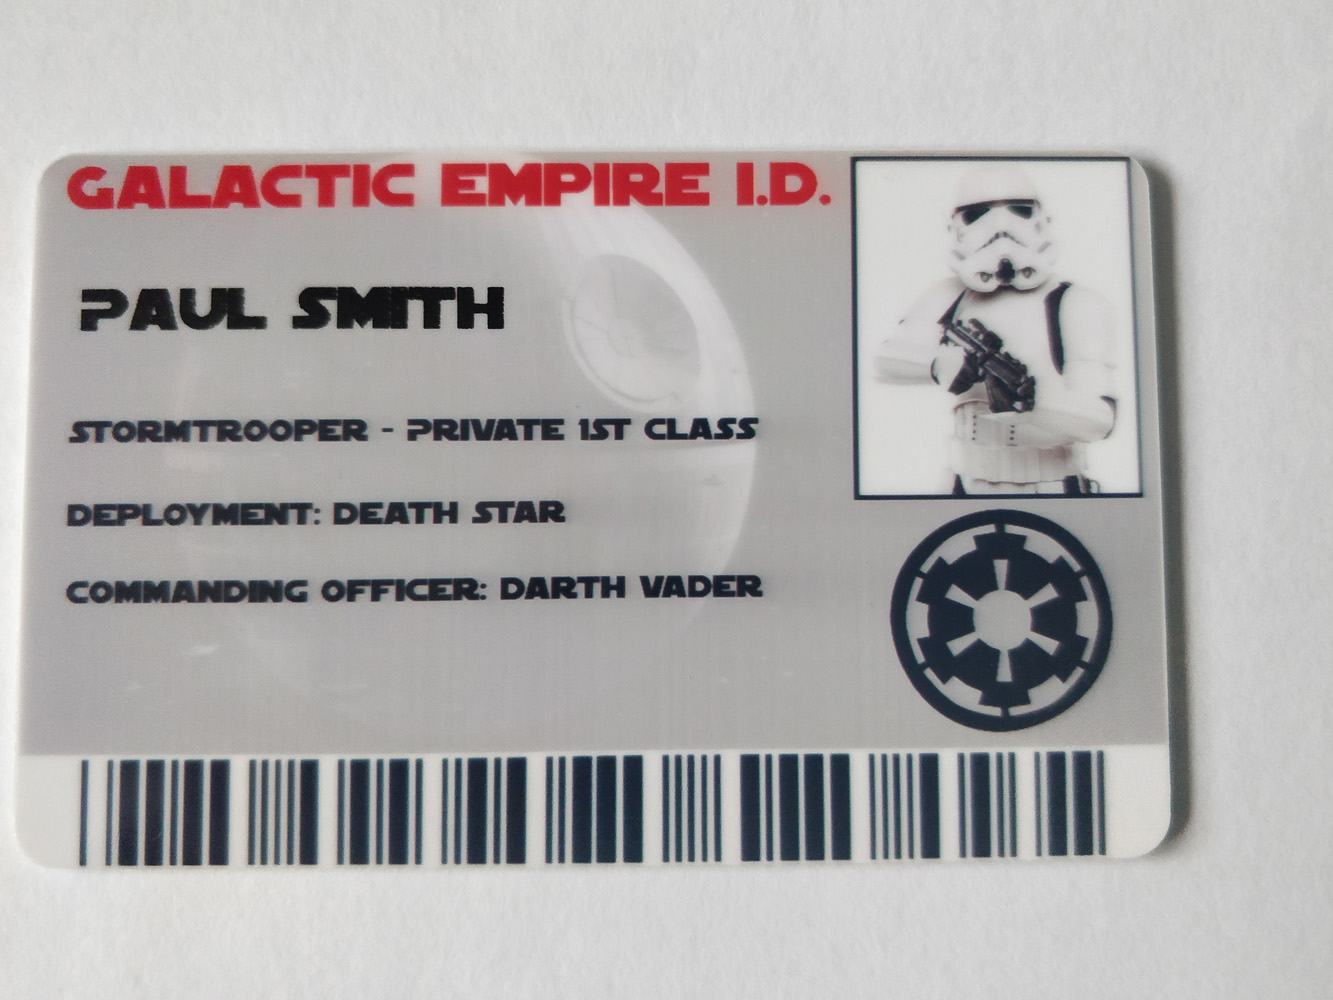 GALACTIC EMPIRE I.D.
PAUL SMITH
STORMTROOPER - PRIVATE 1ST CLASS
DEPLOYMENT: DEATH STAR
COMMANDING OFFICER: DARTH VADER